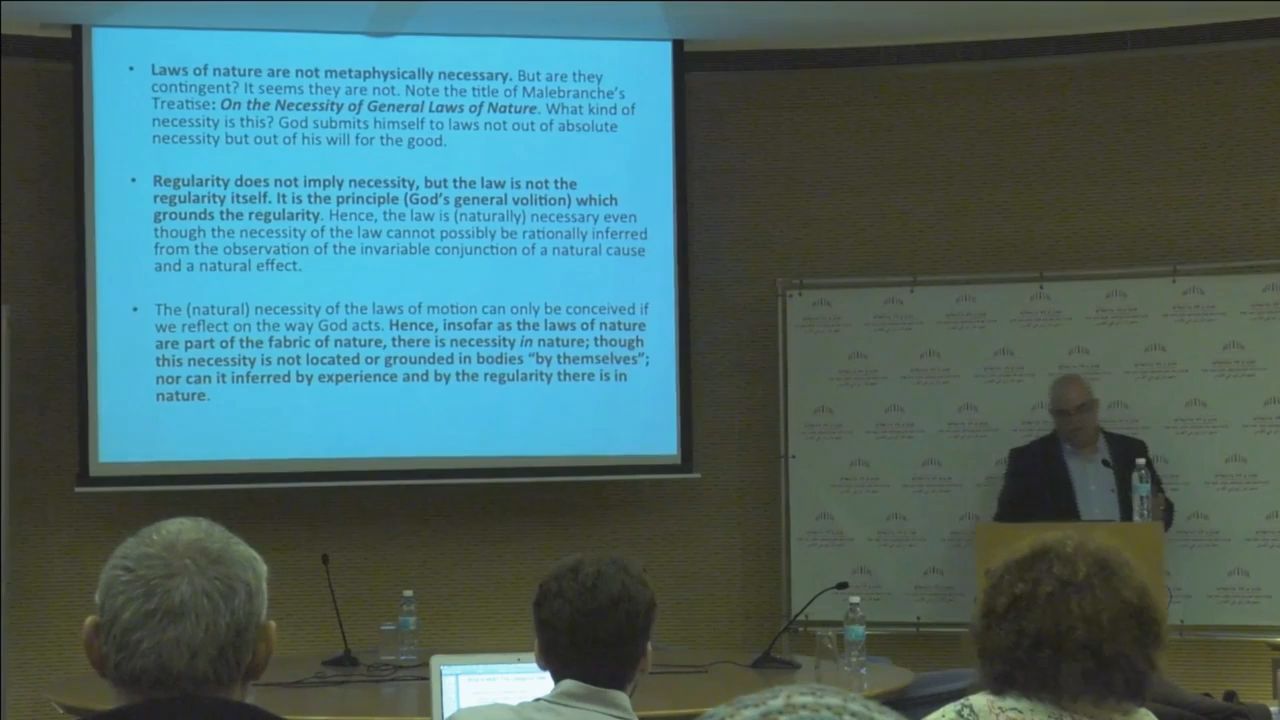 • Laws of nature are not metaphysically necessary. But are they
contingent? It seems they are not. Note the title of Malebranche's
Treatise: On the Necessity of General Laws of Nature. What kind of
necessity is this? God submits himself to laws not out of absolute
necessity but out of his will for the good.
• Regularity does not imply necessity, but the law is not the
regularity itself. It is the principle (God's general volition) which
grounds the regularity. Hence, the law is (naturally) necessary even
though the necessity of the law cannot possibly be rationally inferred
from the observation of the invariable conjunction of a natural cause
and a natural effect.
• The (natural) necessity of the laws of motion can only be conceived if
we reflect on the way God acts. Hence, insofar as the laws of nature
are part of the fabric of nature, there is necessity in nature; though
this necessity is not located or grounded in bodies "by themselves";
nor can it inferred by experience and by the regularity there is in
nature.